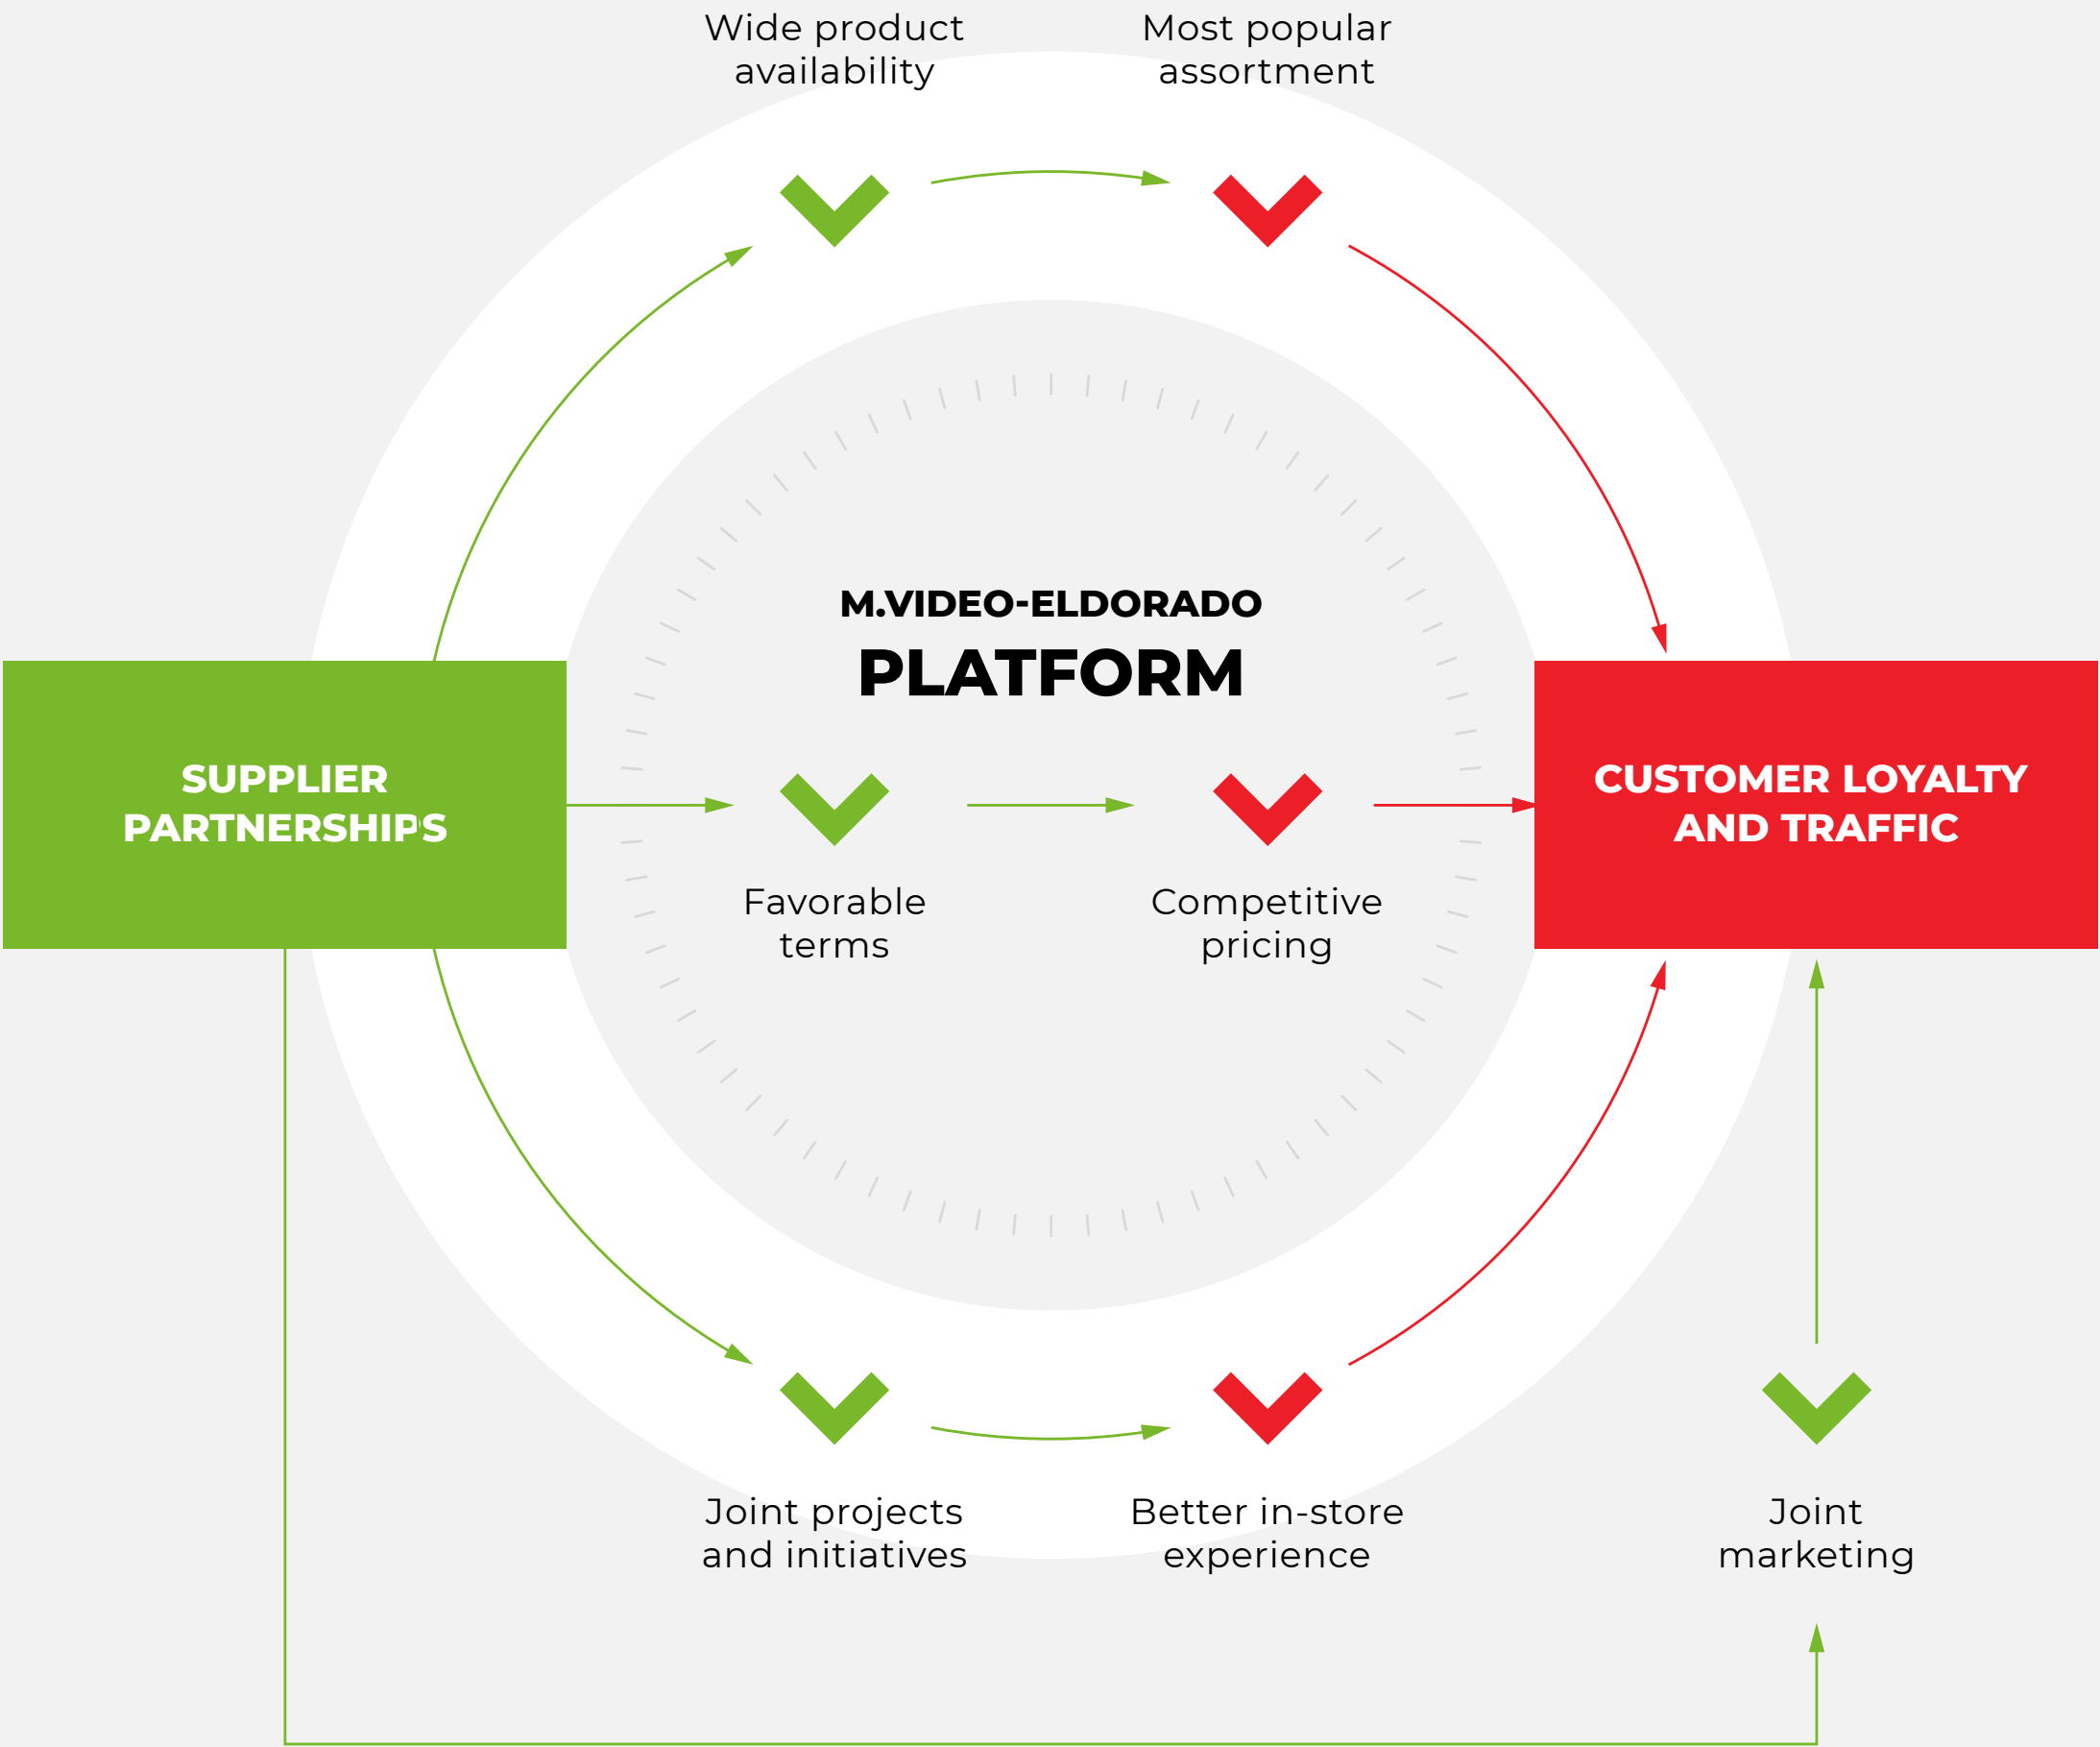 Wide product
availability
Most popular
assortment
M.VIDEO-ELDORADO
PLATFORM
SUPPLIER
PARTNERSHIPS
CUSTOMER LOYALTY
AND TRAFFIC
Favorable
terms
Competitive
pricing
Joint projects
and initiatives
Better in-store
experience
Joint
marketing